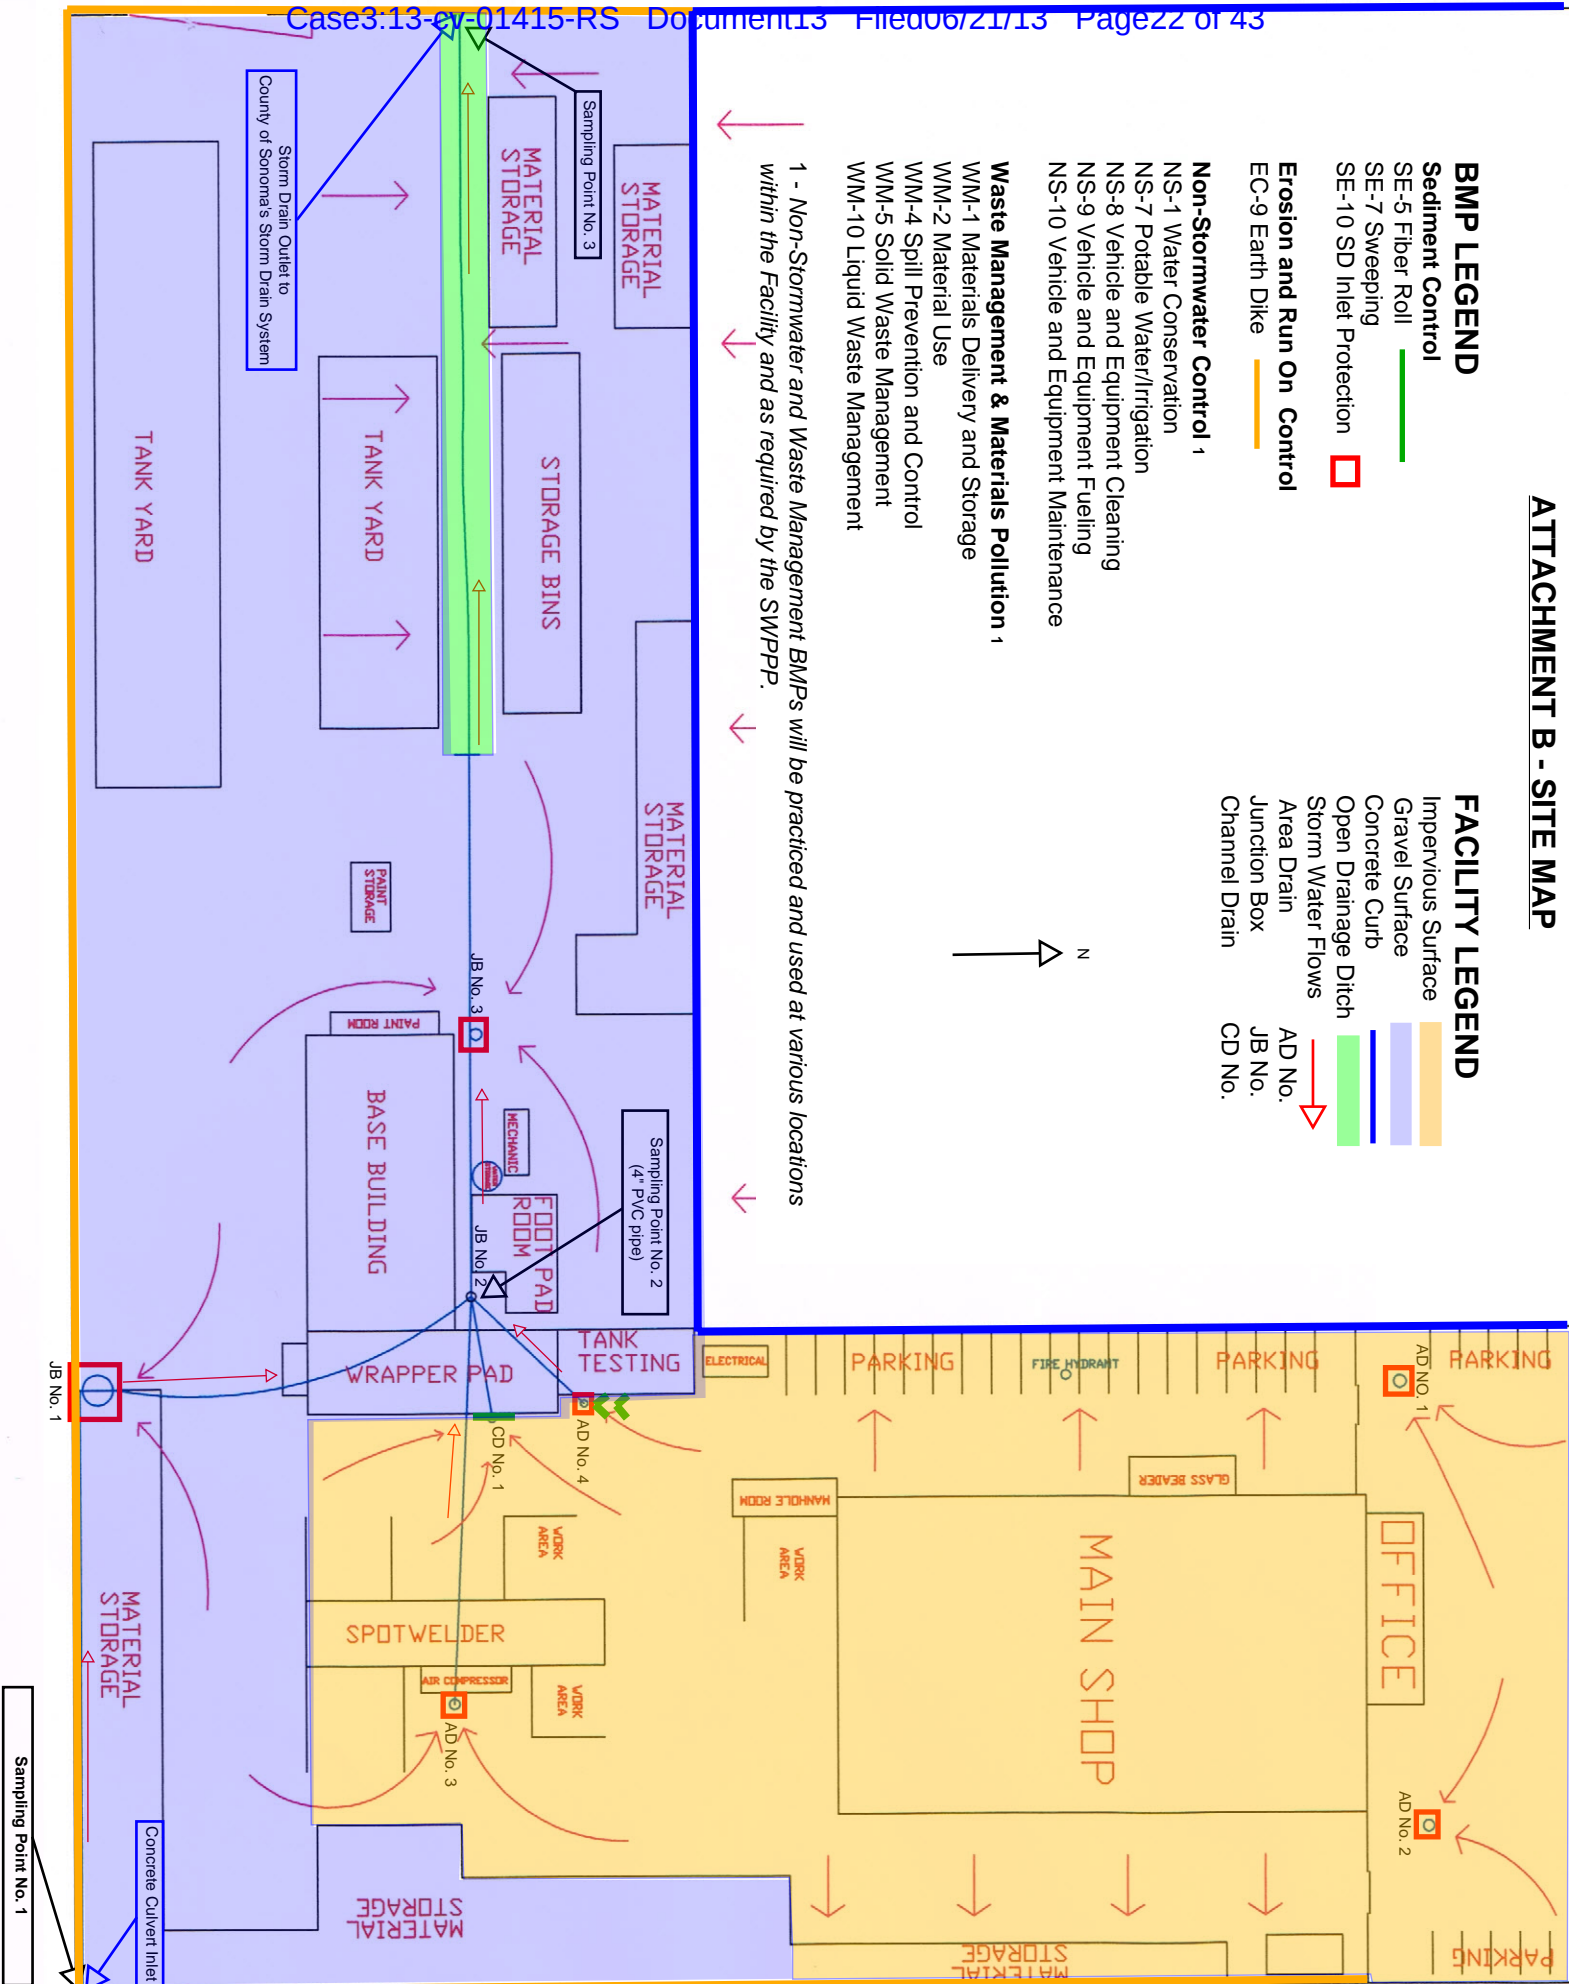 Case3:13-cv-01415-RS Document13 Filed06/21/13 Page22 of 43
ATTACHMENT B - SITE MAP
BMP LEGEND
Sediment Control
SE-5 Fiber Roll
SE-7 Sweeping
SE-10 SD Inlet Protection
Erosion and Run On Control
EC-9 Earth Dike
Non-Stormwater Control 1
NS-1 Water Conservation
NS-7 Potable Water/Irrigation
NS-8 Vehicle and Equipment Cleaning
NS-9 Vehicle and Equipment Fueling
NS-10 Vehicle and Equipment Maintenance
Waste Management & Materials Pollution 1
WM-1 Materials Delivery and Storage
WM-2 Material Use
WM-4 Spill Prevention and Control
WM-5 Solid Waste Management
WM-10 Liquid Waste Management
1 - Non-Stormwater and Waste Management BMPs will be practiced and used at various locations
within the Facility and as required by the SWPPP.
FACILITY LEGEND
Impervious Surface
Gravel Surface
Concrete Curb
Open Drainage Ditch
Storm Water Flows
Area Drain AD No.
Junction Box JB No.
Channel Drain CD No.
N
Sampling Point No. 3
MATERIAL
STORAGE
MATERIAL
STORAGE
Storm Drain Outlet to
County of Sonoma's Storm Drain System
STORAGE BINS
TANK YARD
TANK YARD
MATERIAL
STORAGE
PAINT
STORAGE
JB No. 3
PAINT ROOM
BASE BUILDING
MECHANIC
FOOT PAD
ROOM
JB No. 2
Sampling Point No. 2
(4" PVC pipe)
TANK
TESTING
WRAPPER PAD
JB No. 1
ELECTRICAL
PARKING
FIRE HYDRANT
PARKING
PARKING
AD NO. 1
AD No. 4
CD No. 1
MANHOLE ROOM
GLASS BEADER
WORK
AREA
WORK
AREA
MAIN SHOP
OFFICE
SPOTWELDER
AIR COMPRESSOR
WORK
AREA
AD No. 3
AD No. 2
MATERIAL
STORAGE
MATERIAL
STORAGE
MATERIAL
STORAGE
PARKING
Concrete Culvert Inlet
Sampling Point No. 1